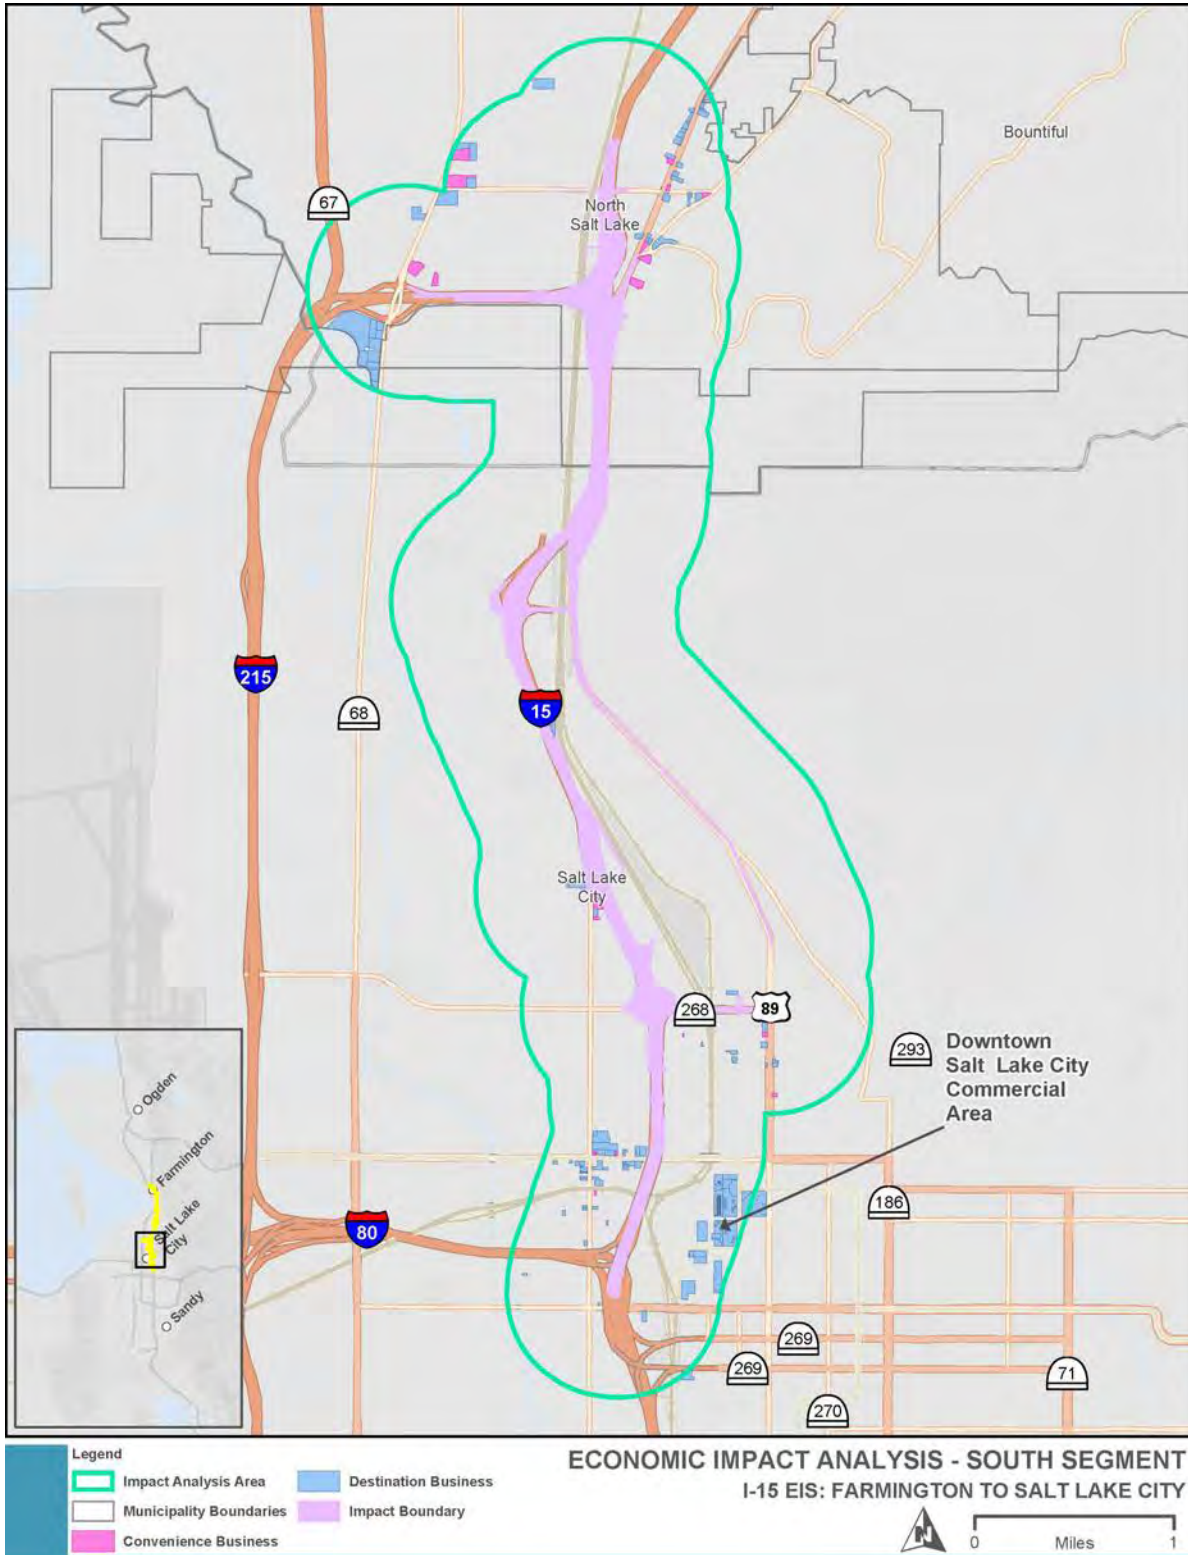 Bountiful
67
North
Salt Lake
215
15
68
Salt Lake
City
268
89
293
Downtown
Salt Lake City
Commercial
Area
Ogden
Farmington
Salt Lake
City
Sandy
80
186
269
269
71
270
Legend
Impact Analysis Area
Destination Business
Municipality Boundaries
Impact Boundary
Convenience Business
ECONOMIC IMPACT ANALYSIS - SOUTH SEGMENT
I-15 EIS: FARMINGTON TO SALT LAKE CITY
N
0 Miles 1